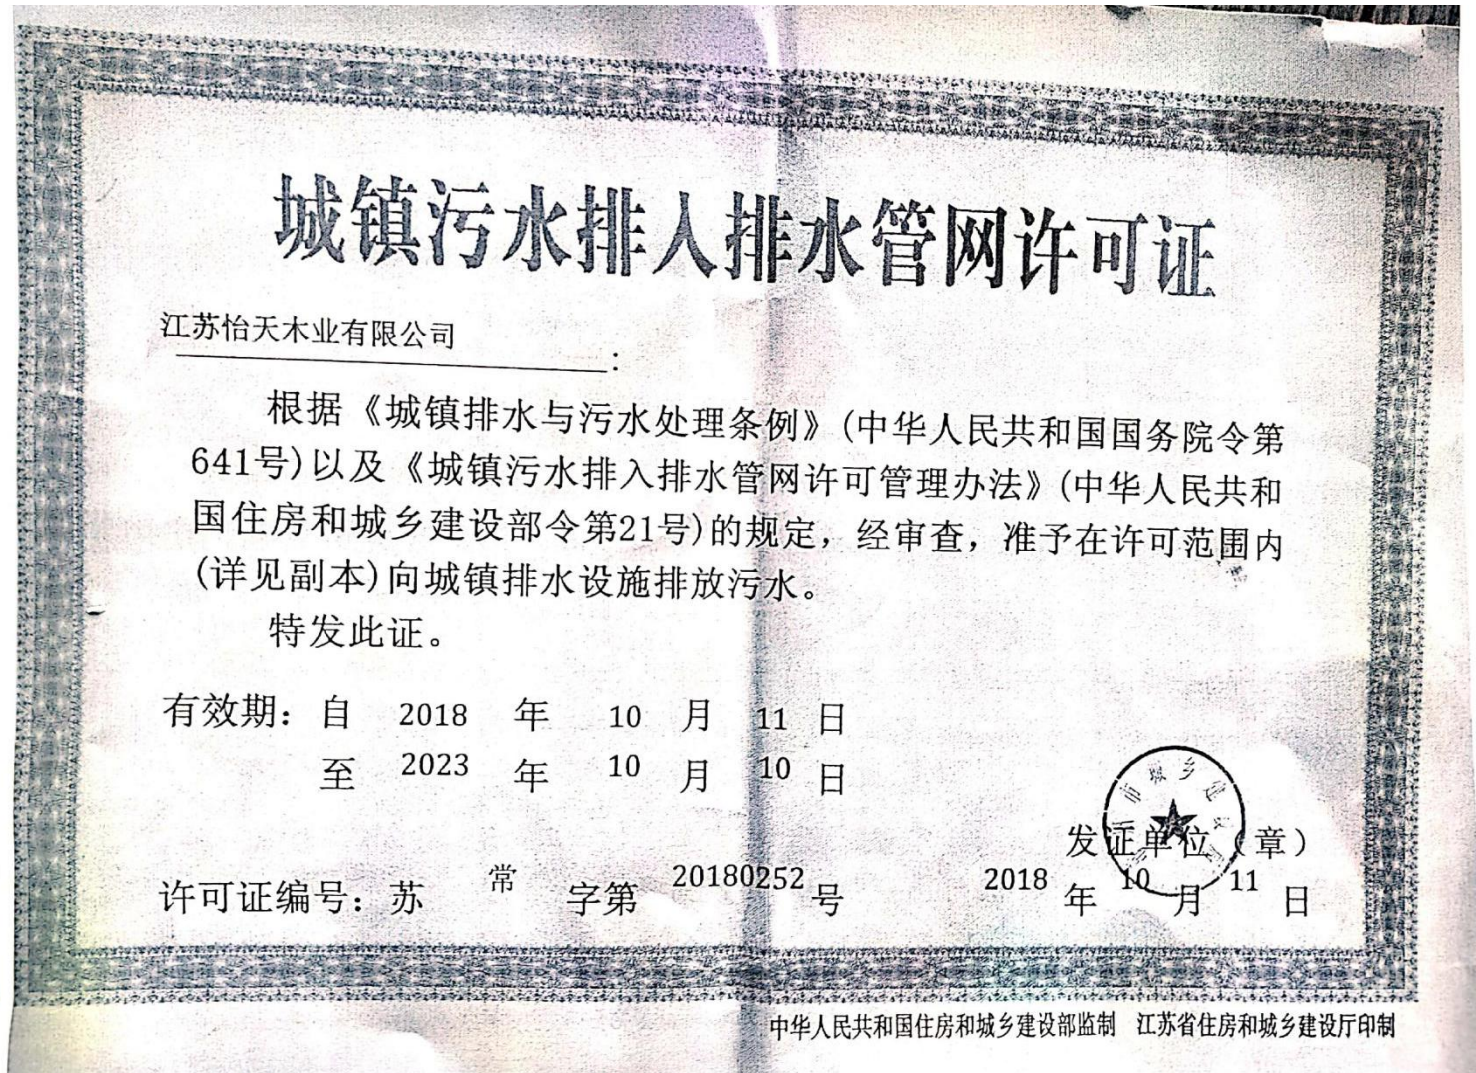 城镇污水排入排水管网许可证
江苏怡天木业有限公司：
根据《城镇排水与污水处理条例》(中华人民共和国国务院令第
641号)以及《城镇污水排入排水管网许可管理办法》(中华人民共和
国住房和城乡建设部令第21号)的规定，经审查，准予在许可范围内
(详见副本)向城镇排水设施排放污水。
特发此证。
有效期：自 2018 年 10 月 11 日
至 2023 年 10 月 10 日
市城乡建
发证单位（章）
许可证编号：苏 常 字第 20180252 号
2018 年 10 月 11 日
中华人民共和国住房和城乡建设部监制 江苏省住房和城乡建设厅印制